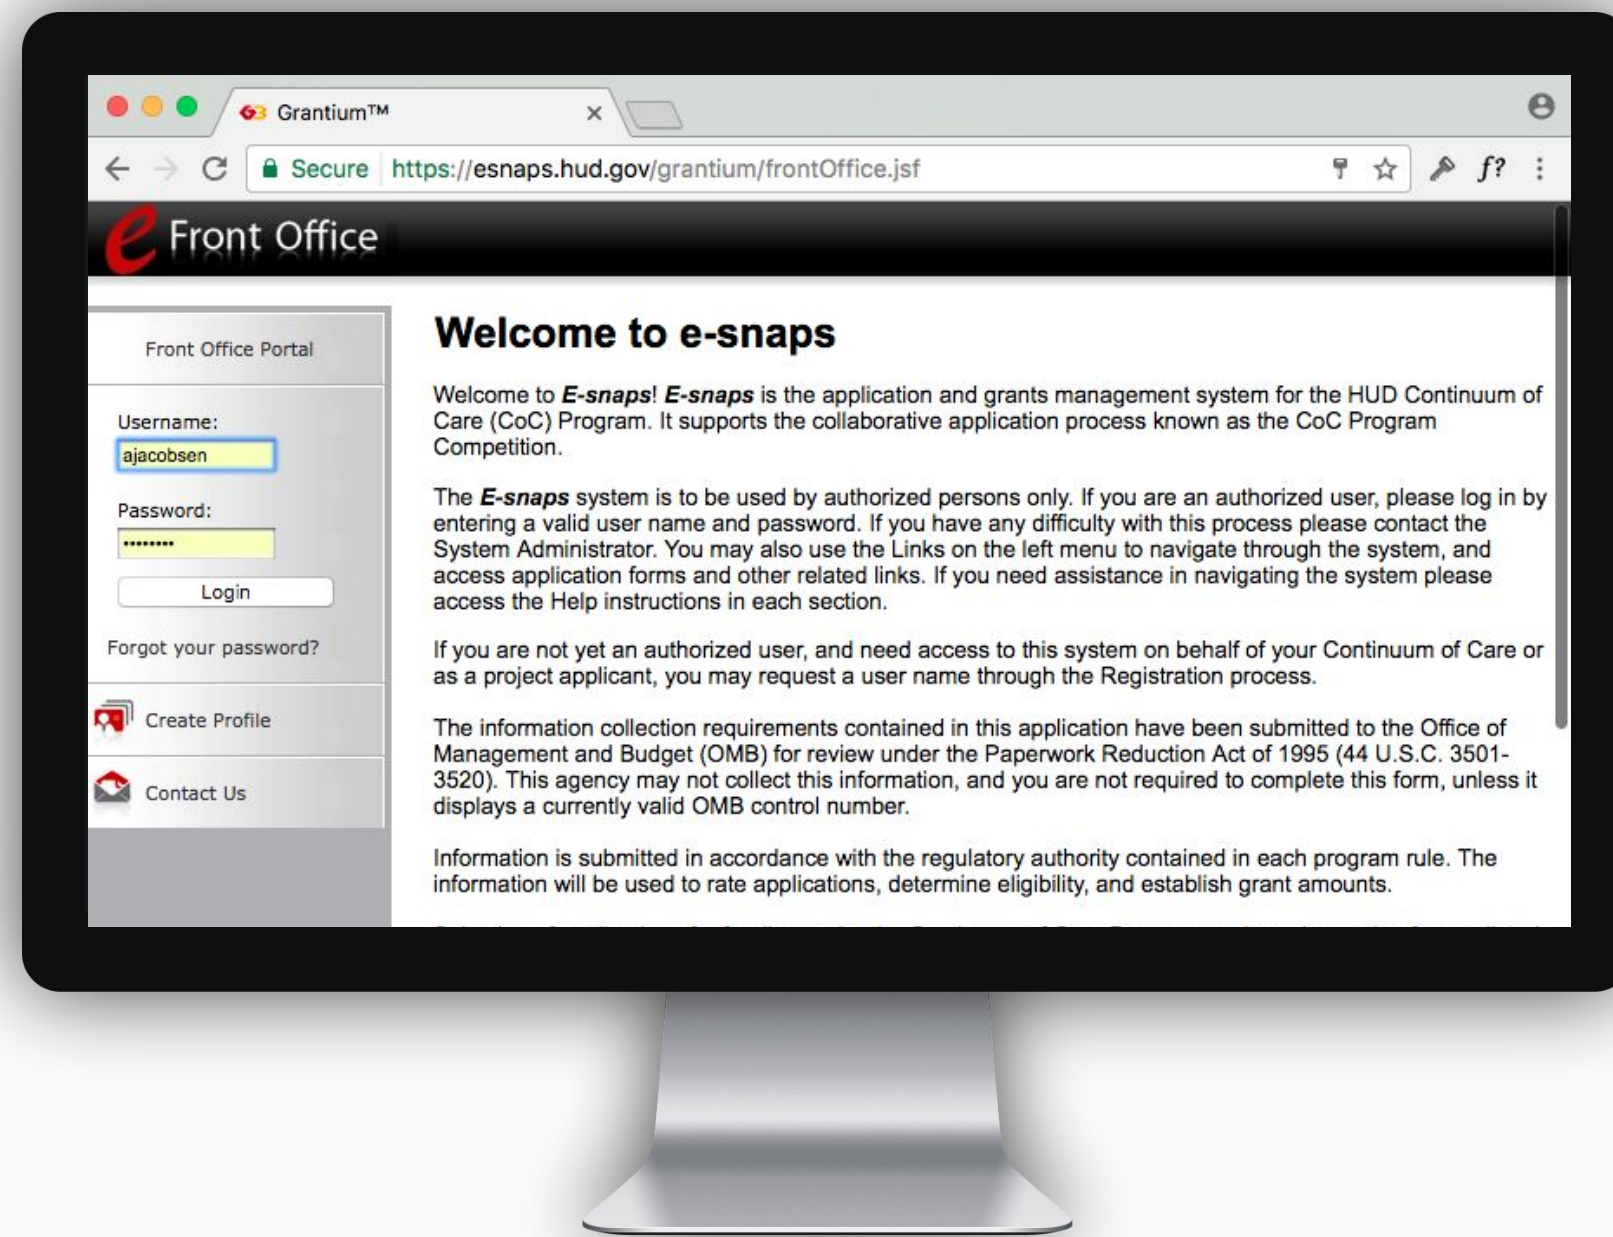 Grantium™
Secure https://esnaps.hud.gov/grantium/frontOffice.jsf
f?
e Front Office
Front Office Portal
Username:
ajacobsen
Password:
••••••••
Login
Forgot your password?
Create Profile
Contact Us
Welcome to e-snaps
Welcome to E-snaps! E-snaps is the application and grants management system for the HUD Continuum of
Care (CoC) Program. It supports the collaborative application process known as the CoC Program
Competition.
The E-snaps system is to be used by authorized persons only. If you are an authorized user, please log in by
entering a valid user name and password. If you have any difficulty with this process please contact the
System Administrator. You may also use the Links on the left menu to navigate through the system, and
access application forms and other related links. If you need assistance in navigating the system please
access the Help instructions in each section.
If you are not yet an authorized user, and need access to this system on behalf of your Continuum of Care or
as a project applicant, you may request a user name through the Registration process.
The information collection requirements contained in this application have been submitted to the Office of
Management and Budget (OMB) for review under the Paperwork Reduction Act of 1995 (44 U.S.C. 3501-
3520). This agency may not collect this information, and you are not required to complete this form, unless it
displays a currently valid OMB control number.
Information is submitted in accordance with the regulatory authority contained in each program rule. The
information will be used to rate applications, determine eligibility, and establish grant amounts.